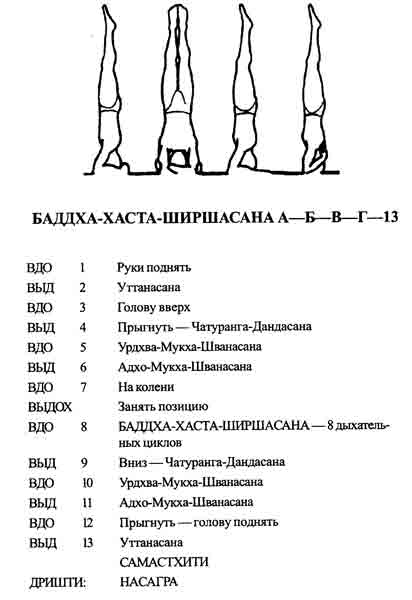 БАДДХА-ХАСТА-ШИРШАСАНА А—Б—В—Г—13
ВДО 1 Руки поднять
ВЫД 2 Уттанасана
ВДО 3 Голову вверх
ВЫД 4 Прыгнуть — Чатуранга-Дандасана
ВДО 5 Урдхва-Мукха-Шванасана
ВЫД 6 Адхо-Мукха-Шванасана
ВДО 7 На колени
ВЫДОХ Занять позицию
ВДО 8 БАДДХА-ХАСТА-ШИРШАСАНА — 8 дыхатель-
ных циклов
ВЫД 9 Вниз — Чатуранга-Дандасана
ВДО 10 Урдхва-Мукха-Шванасана
ВЫД 11 Адхо-Мукха-Шванасана
ВДО 12 Прыгнуть — голову поднять
ВЫД 13 Уттанасана
САМАСТХИТИ
ДРИШТИ: НАСАГРА